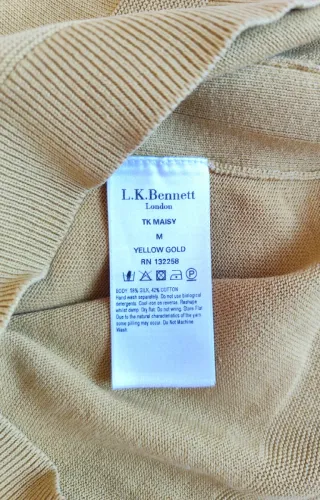 L.K.Bennett
London
TK MAISY
M
YELLOW GOLD
RN 132258
BODY: 58% SILK, 42% COTTON
Hand wash separately. Do not use biological
detergents. Cool iron on reverse. Reshape
whilst damp. Dry flat. Do not wring. Store Flat
Due to the natural characteristics of the yarn
some pilling may occur. Do Not Machine
Wash.